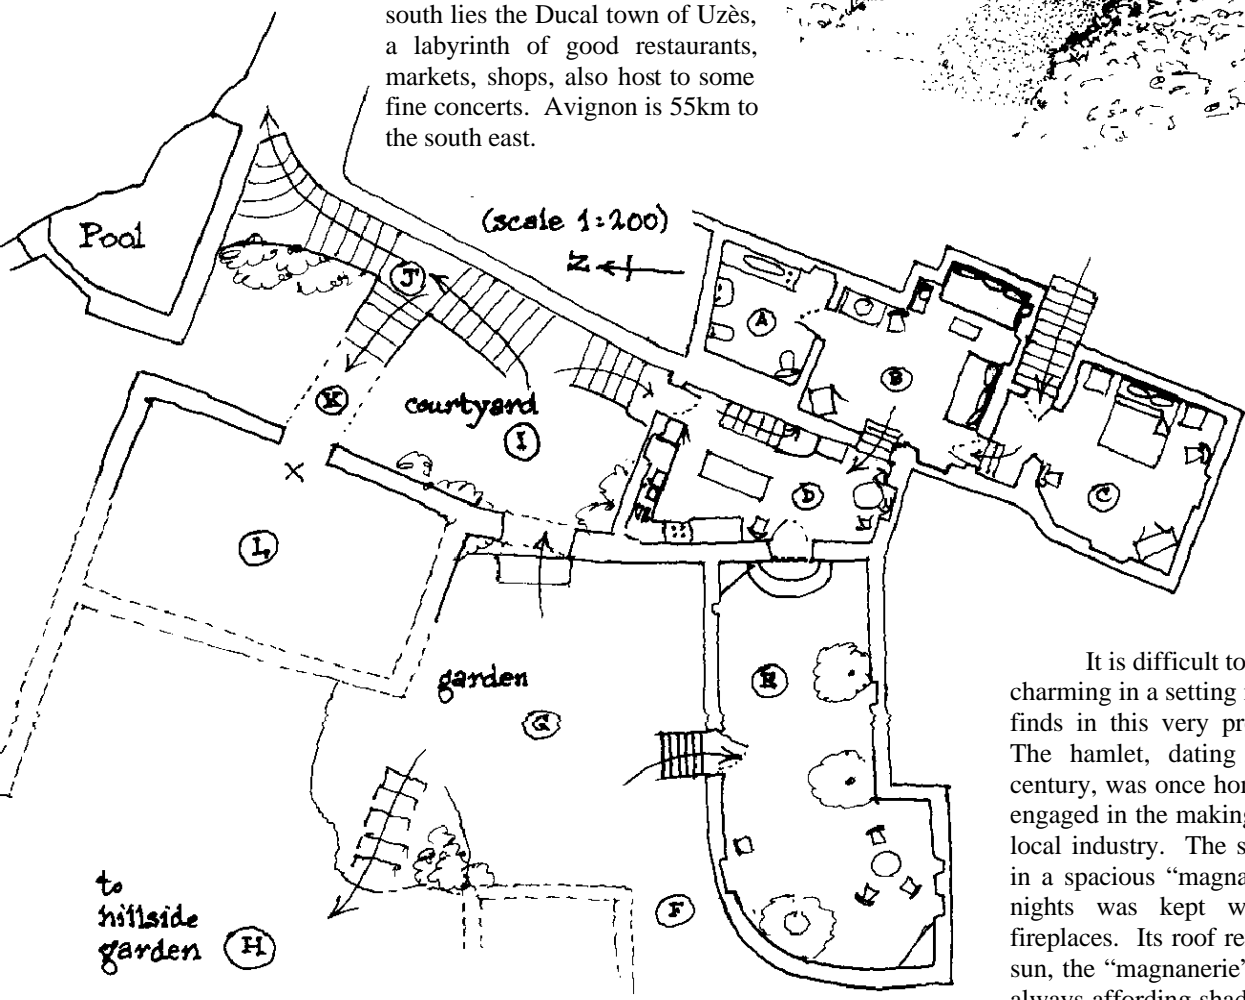 south lies the Ducal town of Uzès,
a labyrinth of good restaurants,
markets, shops, also host to some
fine concerts.  Avignon is 55km to
the south east.
(scale 1:200)
N
Pool
A
J
B
K
courtyard
I
C
D
X
L
garden
E
G
F
to
hillside
garden H
It is difficult to
charming in a setting
finds in this very
The hamlet, dating
century, was once
engaged in the making
local industry.  The
in a spacious “
nights was kept
fireplaces.  Its roof
sun, the “magnanerie”
always affording